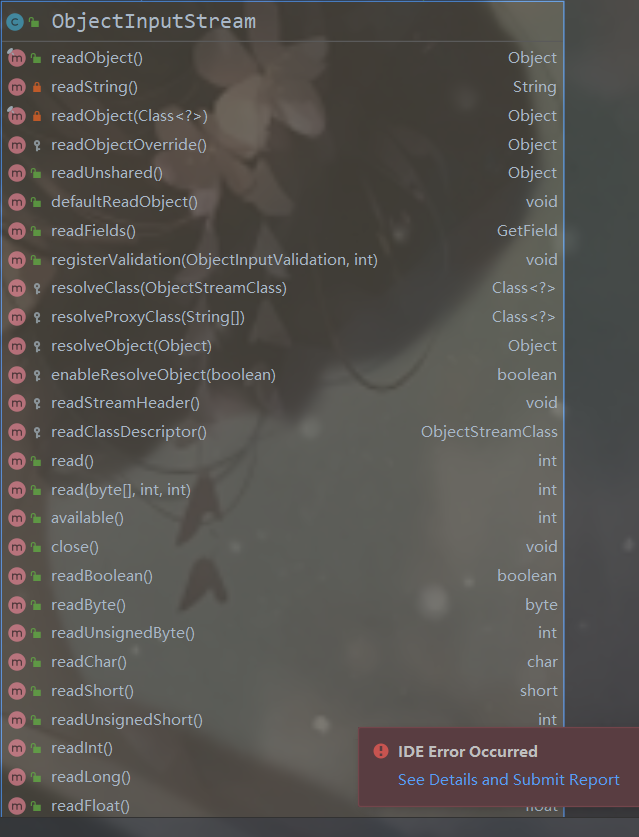 ObjectInputStream
readObject() Object
readString() String
readObject(Class<?>) Object
readObjectOverride() Object
readUnshared() Object
defaultReadObject() void
readFields() GetField
registerValidation(ObjectInputValidation, int) void
resolveClass(ObjectStreamClass) Class<?>
resolveProxyClass(String[]) Class<?>
resolveObject(Object) Object
enableResolveObject(boolean) boolean
readStreamHeader() void
readClassDescriptor() ObjectStreamClass
read() int
read(byte[], int, int) int
available() int
close() void
readBoolean() boolean
readByte() byte
readUnsignedByte() int
readChar() char
readShort() short
readUnsignedShort() int
readInt()
readLong()
readFloat()
IDE Error Occurred
See Details and Submit Report